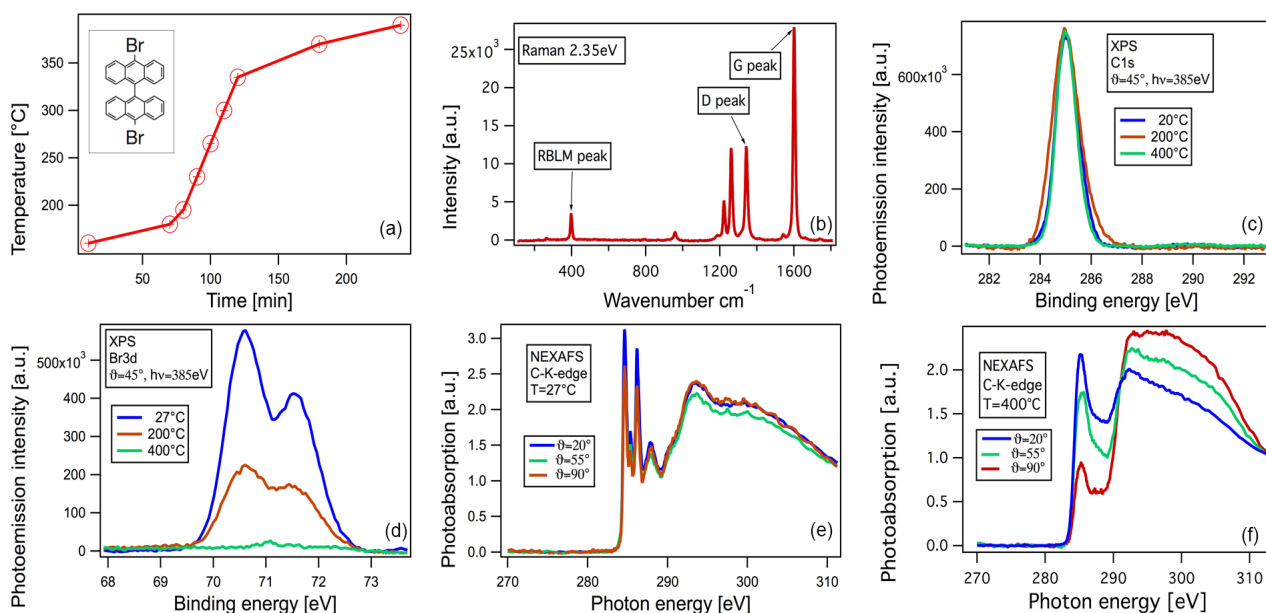 Temperature [°C]
350
300
250
200
Br
Br
(a)
50
100
150
200
Time [min]
Intensity [a.u.]
25x10³
20
15
10
5
0
Raman 2.35eV
G peak
D peak
RBLM peak
(b)
400
800
1200
1600
Wavenumber cm⁻¹
Photoemission intensity [a.u.]
600x10³
400
200
0
XPS
C1s
ϑ=45°, hν=385eV
20°C
200°C
400°C
(c)
282
284
286
288
290
292
Binding energy [eV]
Photoemission intensity [a.u.]
500x10³
400
300
200
100
0
XPS
Br3d
ϑ=45°, hν=385eV
27°C
200°C
400°C
(d)
68
69
70
71
72
73
Binding energy [eV]
Photoabsorption [a.u.]
3.0
2.5
2.0
1.5
1.0
0.5
0.0
NEXAFS
C-K-edge
T=27°C
ϑ=20°
ϑ=55°
ϑ=90°
(e)
270
280
290
300
310
Photon energy [eV]
Photoabsorption [a.u.]
2.0
1.0
0.0
NEXAFS
C-K-edge
T=400°C
ϑ=20°
ϑ=55°
ϑ=90°
(f)
270
280
290
300
310
Photon energy [eV]